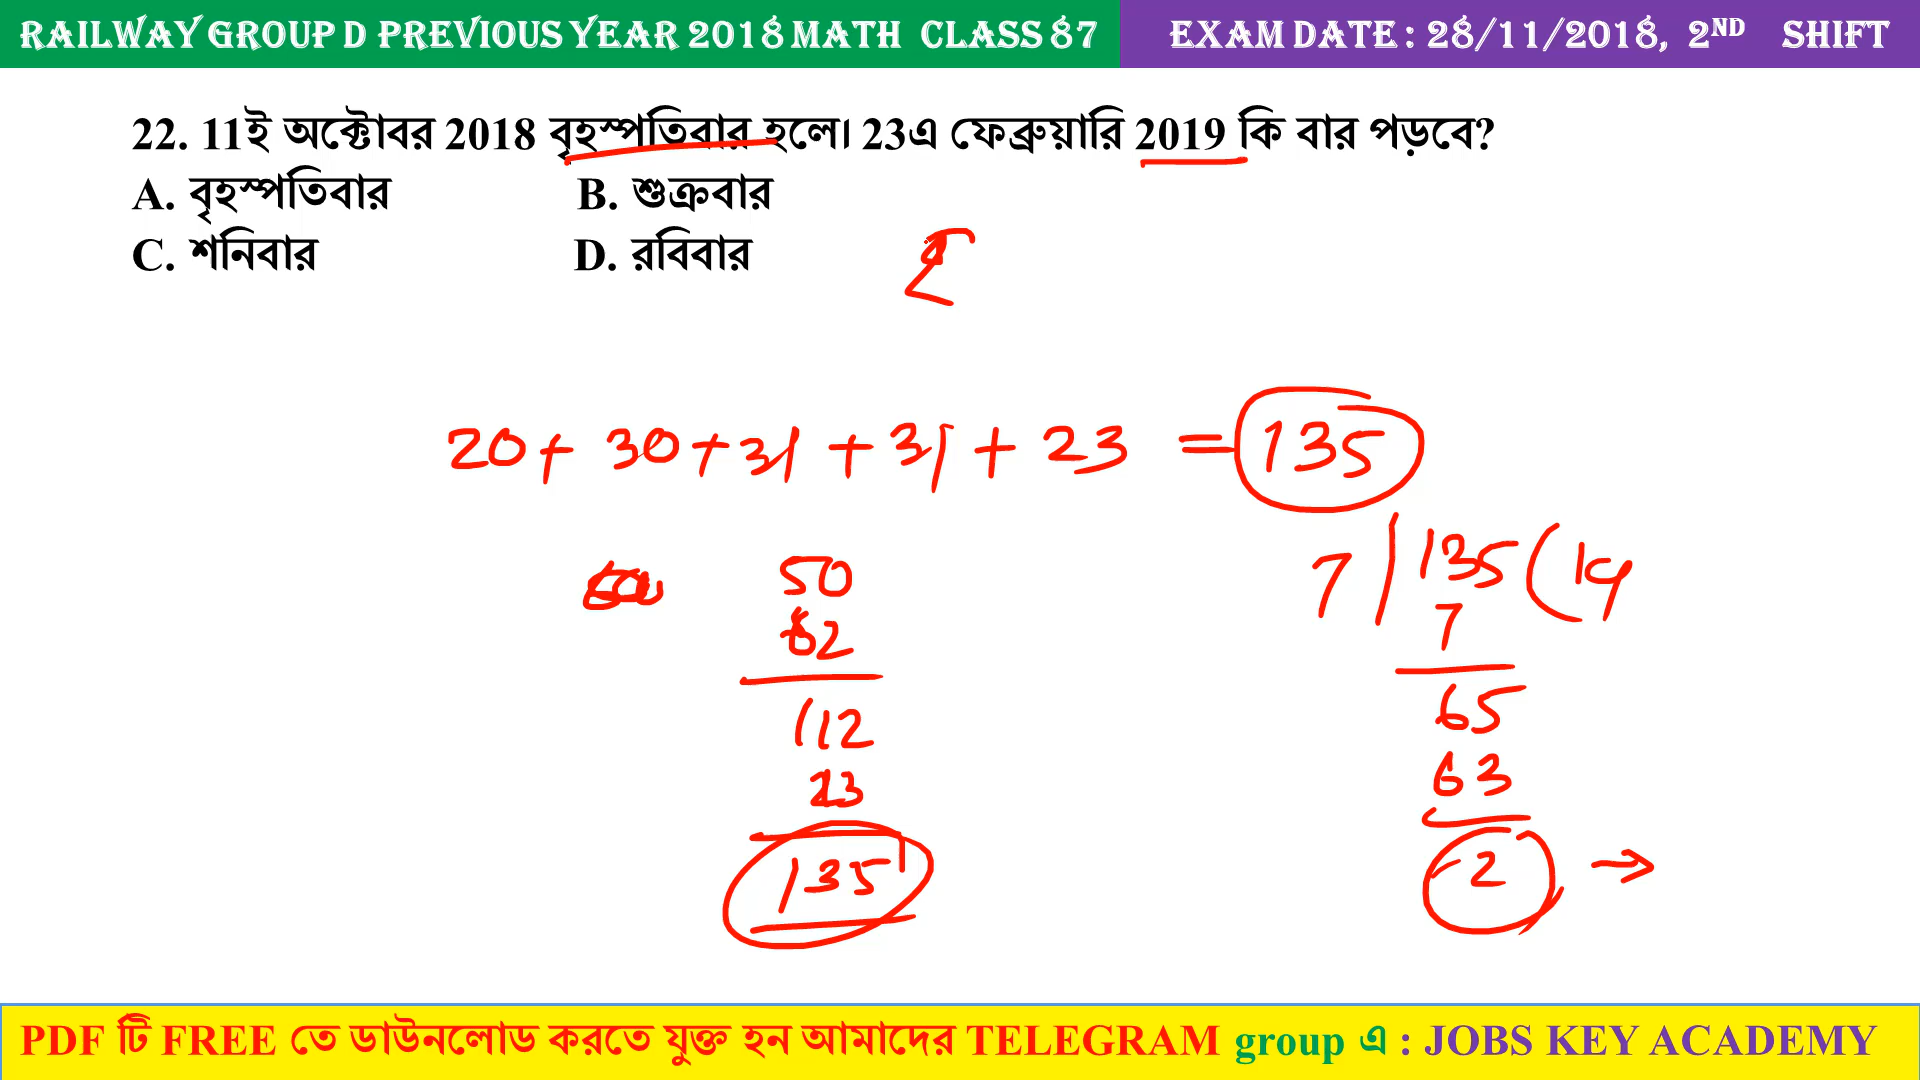 RAILWAY GROUP D PREVIOUS YEAR 2018 MATH CLASS 87
EXAM DATE : 28/11/2018, 2ND SHIFT
22. 11ই অক্টোবর 2018 বৃহস্পতিবার হলে। 23এ ফেব্রুয়ারি 2019 কি বার পড়বে?
A. বৃহস্পতিবার B. শুক্রবার
C. শনিবার D. রবিবার
20+ 30+31 + 31 + 23 = 135
50
62
112
23
135
7 | 135 ( 19
7
65
63
2 →
PDF টি FREE তে ডাউনলোড করতে যুক্ত হন আমাদের TELEGRAM group এ : JOBS KEY ACADEMY